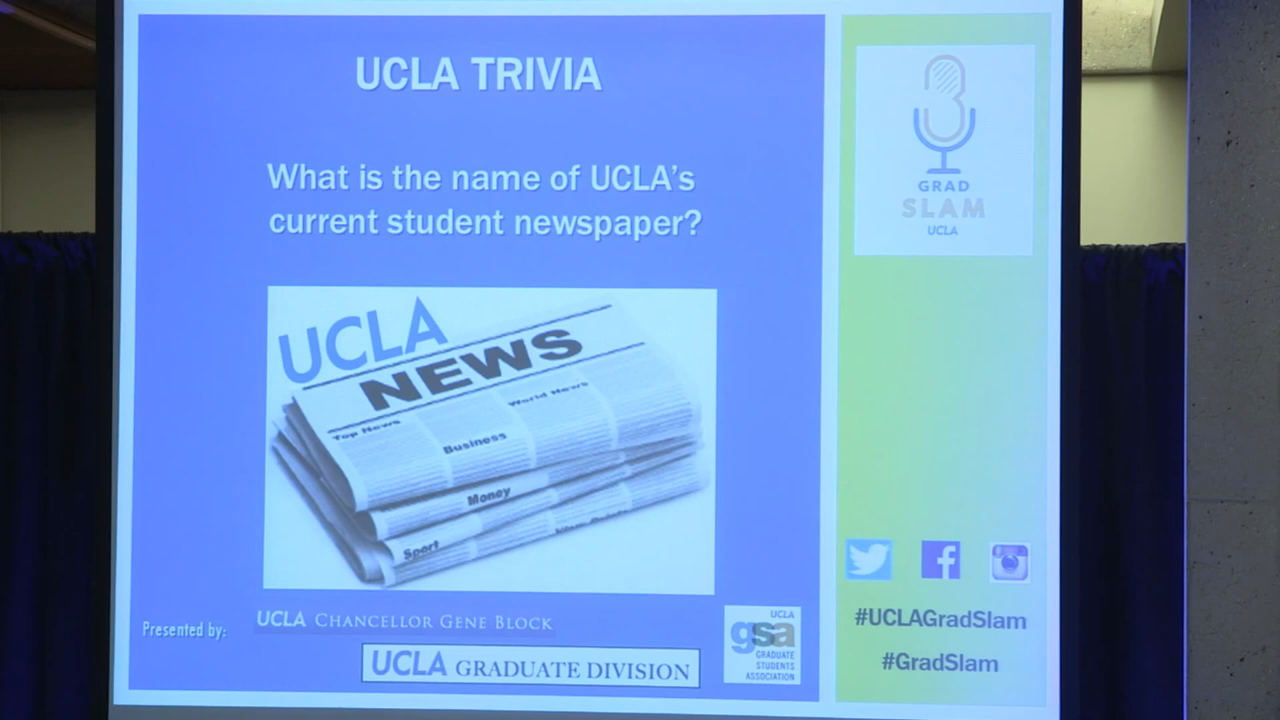 UCLA TRIVIA
What is the name of UCLA's
current student newspaper?
UCLA
NEWS
Top News
Business
World News
Money
Sport
Presented by:
UCLA CHANCELLOR GENE BLOCK
UCLA GRADUATE DIVISION
UCLA
gsa
GRADUATE
STUDENTS
ASSOCIATION
GRAD
SLAM
UCLA
#UCLAGradSlam
#GradSlam